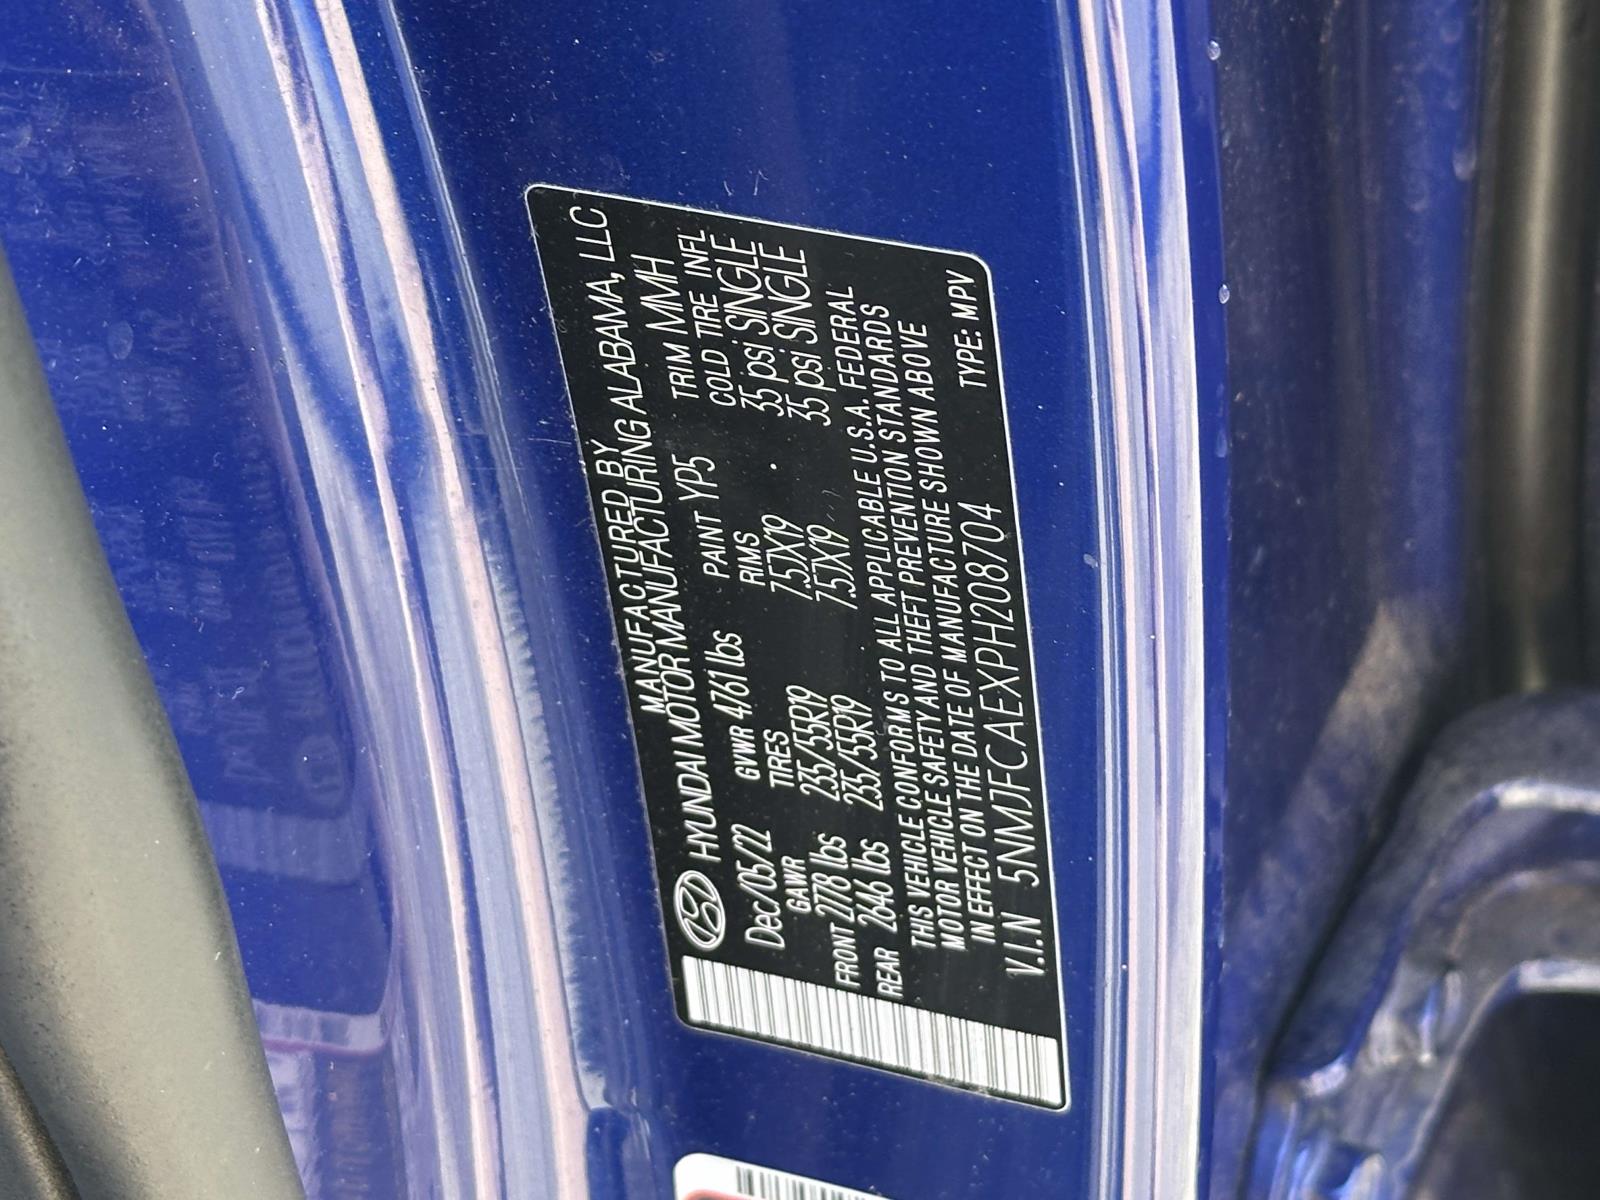 MANUFACTURED BY
HYUNDAI MOTOR MANUFACTURING ALABAMA, LLC
Dec/05/22 GVWR 4761 lbs PAINT YP5 TRIM MMH
GAWR TIRES RIMS COLD TIRE INFL
FRONT 2778 lbs 235/55R19 7.5JX19 35 psi SINGLE
REAR 2646 lbs 235/55R19 7.5JX19 35 psi SINGLE
THIS VEHICLE CONFORMS TO ALL APPLICABLE U.S.A. FEDERAL
MOTOR VEHICLE SAFETY AND THEFT PREVENTION STANDARDS
IN EFFECT ON THE DATE OF MANUFACTURE SHOWN ABOVE
V.I.N 5NMJFCAEXPH208704 TYPE: MPV